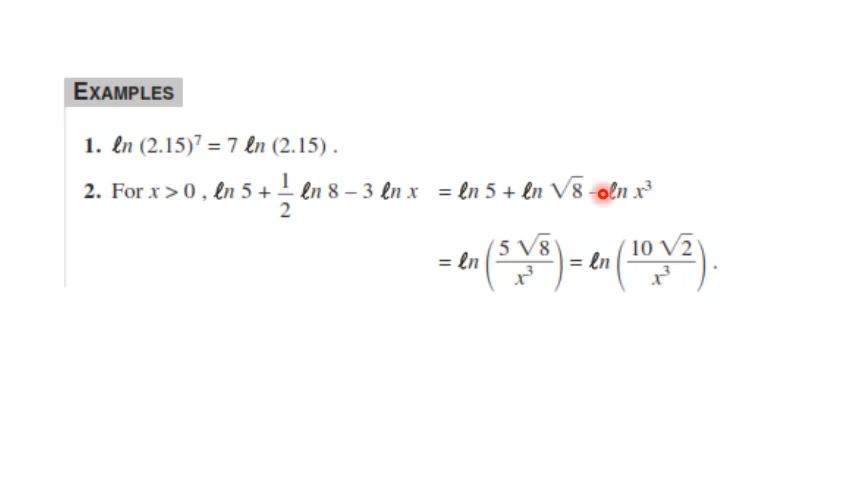 EXAMPLES
1. ℓn (2.15)⁷ = 7 ℓn (2.15) .
2. For x > 0 , ℓn 5 + 1/2 ℓn 8 – 3 ℓn x = ℓn 5 + ℓn √8 – ℓn x³
= ℓn (5 √8 / x³) = ℓn (10 √2 / x³) .